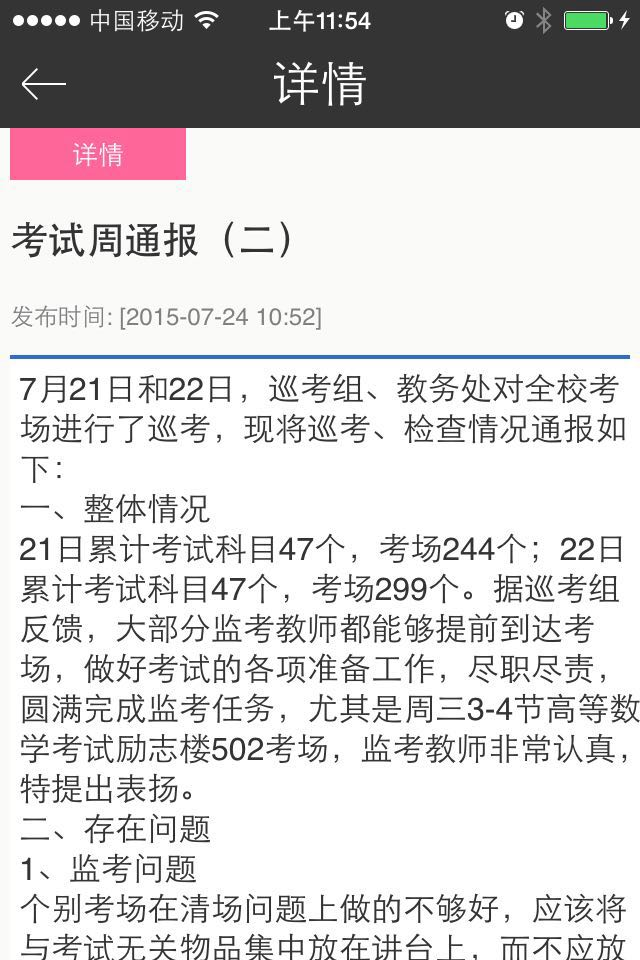 中国移动 上午11:54
详情
详情
考试周通报（二）
发布时间: [2015-07-24 10:52]
7月21日和22日，巡考组、教务处对全校考
场进行了巡考，现将巡考、检查情况通报如
下：
一、整体情况
21日累计考试科目47个，考场244个；22日
累计考试科目47个，考场299个。据巡考组
反馈，大部分监考教师都能够提前到达考
场，做好考试的各项准备工作，尽职尽责，
圆满完成监考任务，尤其是周三3-4节高等数
学考试励志楼502考场，监考教师非常认真，
特提出表扬。
二、存在问题
1、监考问题
个别考场在清场问题上做的不够好，应该将
与考试无关物品集中放在讲台上，而不应放